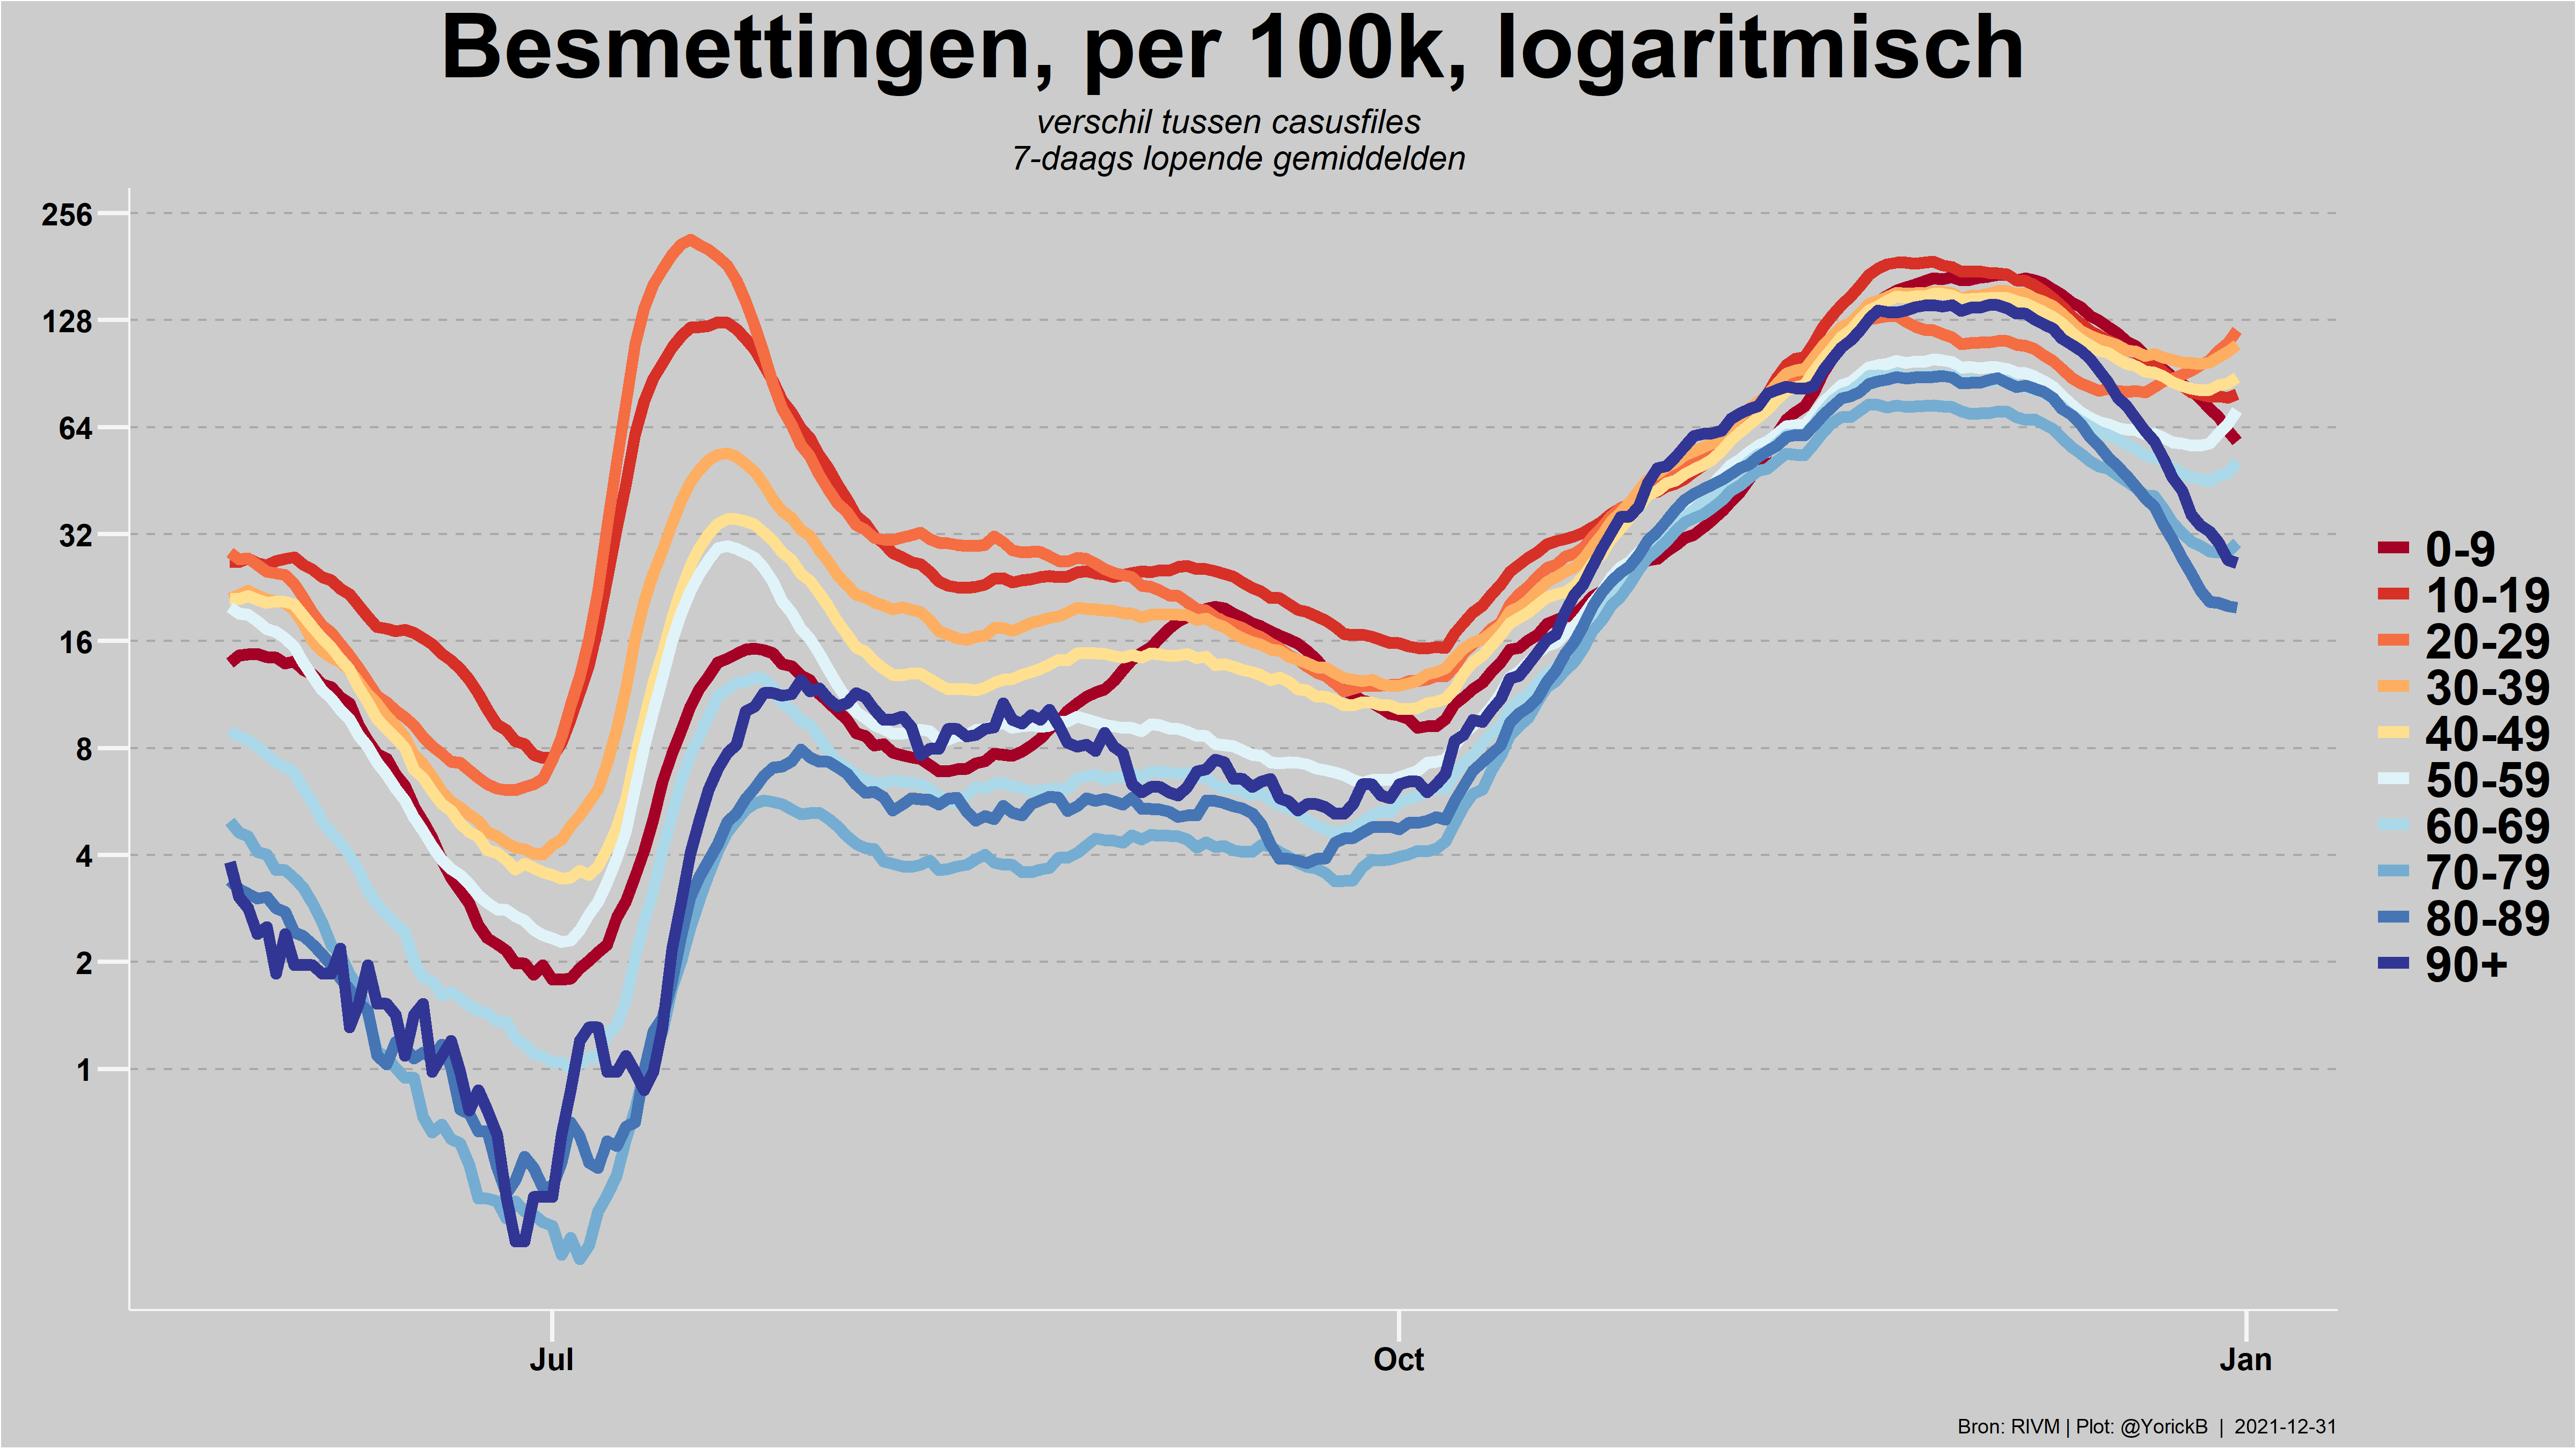 Besmettingen, per 100k, logaritmisch
verschil tussen casusfiles
7-daags lopende gemiddelden
256
128
64
32
16
8
4
2
1
Jul
Oct
Jan
0-9
10-19
20-29
30-39
40-49
50-59
60-69
70-79
80-89
90+
Bron: RIVM | Plot: @YorickB | 2021-12-31